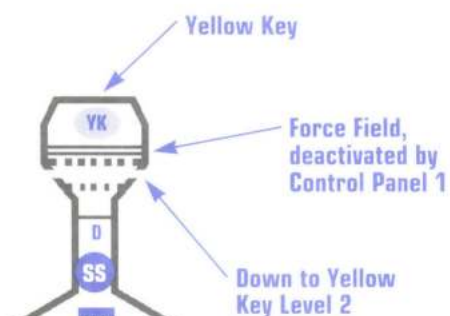 Yellow Key
YK
Force Field,
deactivated by
Control Panel 1
D
SS
Down to Yellow
Key Level 2